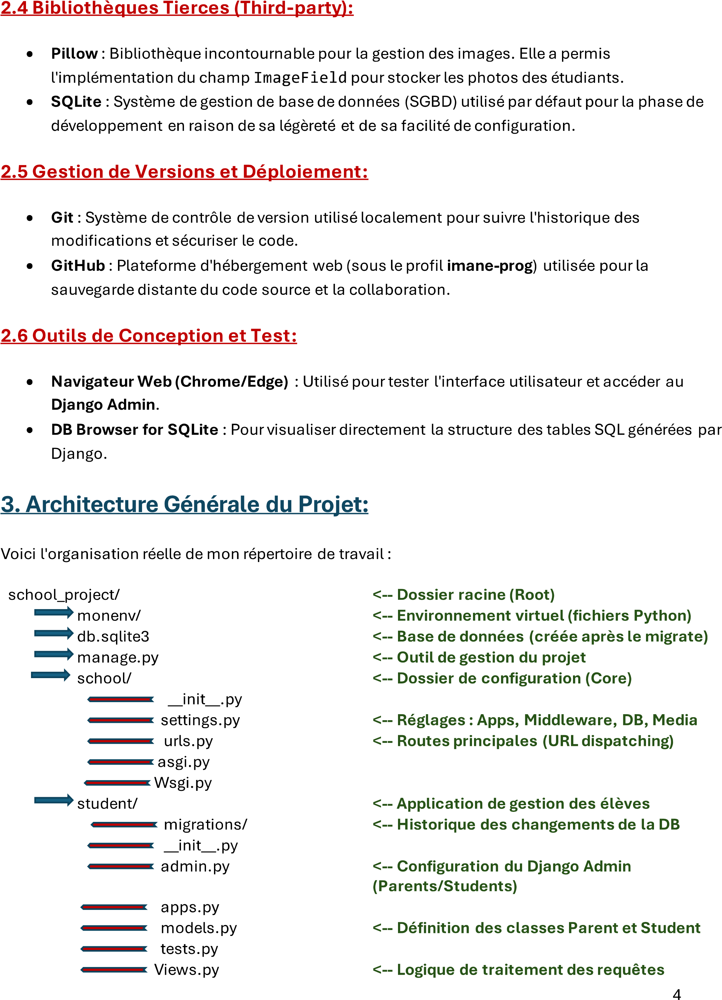 2.4 Bibliothèques Tierces (Third-party):
• Pillow : Bibliothèque incontournable pour la gestion des images. Elle a permis
l'implémentation du champ ImageField pour stocker les photos des étudiants.
• SQLite : Système de gestion de base de données (SGBD) utilisé par défaut pour la phase de
développement en raison de sa légèreté et de sa facilité de configuration.
2.5 Gestion de Versions et Déploiement:
• Git : Système de contrôle de version utilisé localement pour suivre l'historique des
modifications et sécuriser le code.
• GitHub : Plateforme d'hébergement web (sous le profil imane-prog) utilisée pour la
sauvegarde distante du code source et la collaboration.
2.6 Outils de Conception et Test:
• Navigateur Web (Chrome/Edge) : Utilisé pour tester l'interface utilisateur et accéder au
Django Admin.
• DB Browser for SQLite : Pour visualiser directement la structure des tables SQL générées par
Django.
3. Architecture Générale du Projet:
Voici l'organisation réelle de mon répertoire de travail :
school_project/ <-- Dossier racine (Root)
monenv/ <-- Environnement virtuel (fichiers Python)
db.sqlite3 <-- Base de données (créée après le migrate)
manage.py <-- Outil de gestion du projet
school/ <-- Dossier de configuration (Core)
__init__.py
settings.py <-- Réglages : Apps, Middleware, DB, Media
urls.py <-- Routes principales (URL dispatching)
asgi.py
Wsgi.py
student/ <-- Application de gestion des élèves
migrations/ <-- Historique des changements de la DB
__init__.py
admin.py <-- Configuration du Django Admin
(Parents/Students)
apps.py
models.py <-- Définition des classes Parent et Student
tests.py
Views.py <-- Logique de traitement des requêtes
4